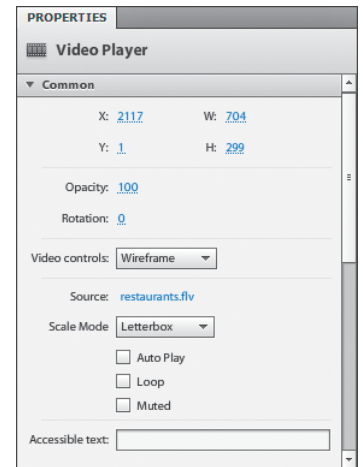 PROPERTIES
Video Player
Common
X: 2117 W: 704
Y: 1 H: 299
Opacity: 100
Rotation: 0
Video controls: Wireframe
Source: restaurants.flv
Scale Mode Letterbox
Auto Play
Loop
Muted
Accessible text: